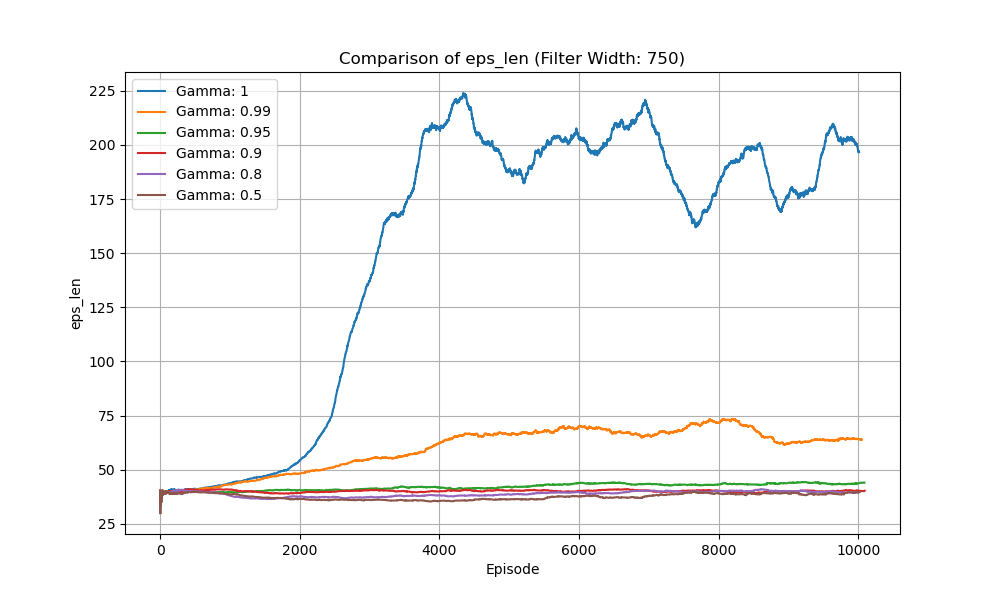 Comparison of eps_len (Filter Width: 750)
Gamma: 1
Gamma: 0.99
Gamma: 0.95
Gamma: 0.9
Gamma: 0.8
Gamma: 0.5
225
200
175
150
125
100
75
50
25
eps_len
0 2000 4000 6000 8000 10000
Episode